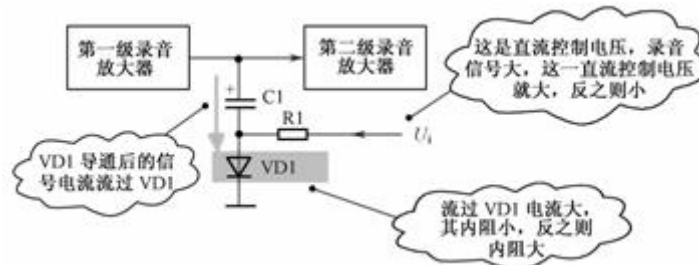 第一级录音
放大器
第二级录音
放大器
这是直流控制电压，录音
信号大，这一直流控制电压
就大，反之则小
+
C1
R1
Ui
VD1 导通后的信
号电流流过 VD1
VD1
流过 VD1 电流大，
其内阻小，反之则
内阻大